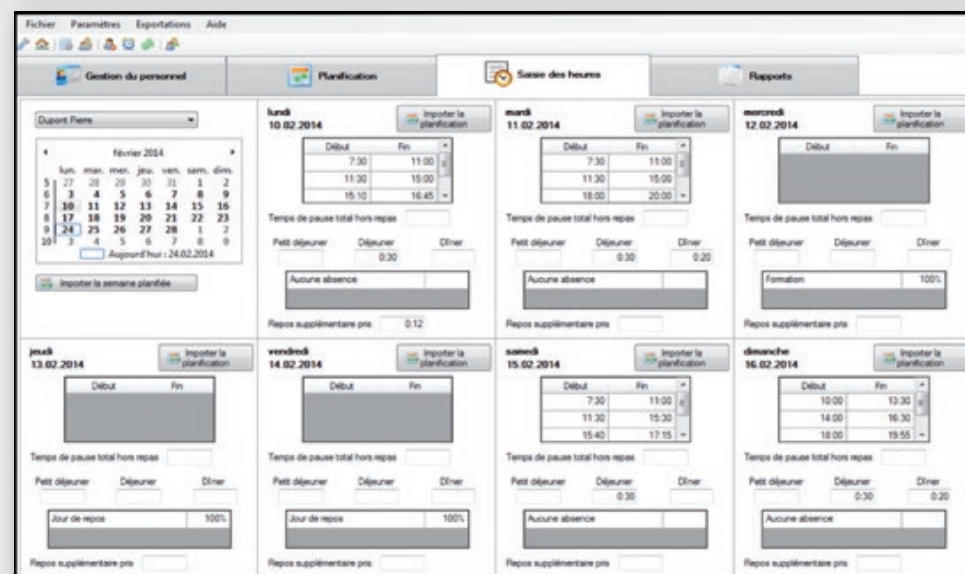 Fichier Paramètres Exportations Aide
Gestion du personnel Planification Saisie des heures Rapports
Dupont Pierre
février 2014
lun. mar. mer. jeu. ven. sam. dim.
5 27 28 29 30 31 1 2
6 3 4 5 6 7 8 9
7 10 11 12 13 14 15 16
8 17 18 19 20 21 22 23
9 24 25 26 27 28 1 2
10 3 4 5 6 7 8 9
Aujourd'hui : 24.02.2014
Importer la semaine planifiée
lundi
10.02.2014
Importer la
planification
Début Fin
7:30 11:00
11:30 15:00
15:10 16:45
Temps de pause total hors repas
Petit déjeuner Déjeuner Dîner
0:30
Aucune absence
Repos supplémentaire pris 0:12
mardi
11.02.2014
Importer la
planification
Début Fin
7:30 11:00
11:30 15:00
18:00 20:00
Temps de pause total hors repas
Petit déjeuner Déjeuner Dîner
0:30 0:20
Aucune absence
Repos supplémentaire pris
mercredi
12.02.2014
Importer la
planification
Début Fin
Temps de pause total hors repas
Petit déjeuner Déjeuner Dîner
Formation 100%
Repos supplémentaire pris
jeudi
13.02.2014
Importer la
planification
Début Fin
Temps de pause total hors repas
Petit déjeuner Déjeuner Dîner
Jour de repos 100%
Repos supplémentaire pris
vendredi
14.02.2014
Importer la
planification
Début Fin
Temps de pause total hors repas
Petit déjeuner Déjeuner Dîner
Jour de repos 100%
Repos supplémentaire pris
samedi
15.02.2014
Importer la
planification
Début Fin
7:30 11:00
11:30 15:30
15:40 17:15
Temps de pause total hors repas
Petit déjeuner Déjeuner Dîner
0:30
Aucune absence
Repos supplémentaire pris
dimanche
16.02.2014
Importer la
planification
Début Fin
10:00 13:30
14:00 16:30
18:00 19:55
Temps de pause total hors repas
Petit déjeuner Déjeuner Dîner
0:30 0:20
Aucune absence
Repos supplémentaire pris